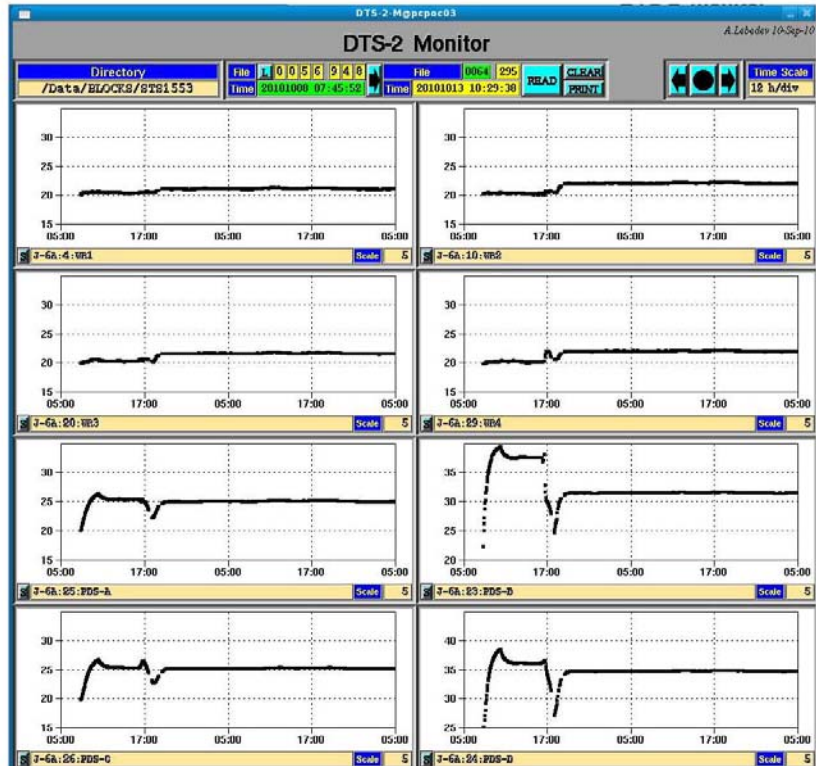 DTS-2-M@pcpac03
DTS-2 Monitor
A.Lebedev 10-Sep-10
Directory
/Data/BLOCKS/STS1553
File L 0 0 5 6 9 4 8
Time 20101008 07:45:52
File 0064 295
Time 20101013 10:29:38
READ
CLEAR
PRINT
Time Scale
12 h/div
30
25
20
15
05:00 17:00 05:00 17:00 05:00
J-6A:4:WR1 Scale 5
30
25
20
15
05:00 17:00 05:00 17:00 05:00
J-6A:10:WR2 Scale 5
30
25
20
15
05:00 17:00 05:00 17:00 05:00
J-6A:20:WR3 Scale 5
30
25
20
15
05:00 17:00 05:00 17:00 05:00
J-6A:29:WR4 Scale 5
30
25
20
15
05:00 17:00 05:00 17:00 05:00
J-6A:25:PDS-A Scale 5
35
30
25
20
05:00 17:00 05:00 17:00 05:00
J-6A:23:PDS-B Scale 5
30
25
20
15
05:00 17:00 05:00 17:00 05:00
J-6A:26:PDS-C Scale 5
40
35
30
25
05:00 17:00 05:00 17:00 05:00
J-6A:24:PDS-D Scale 5